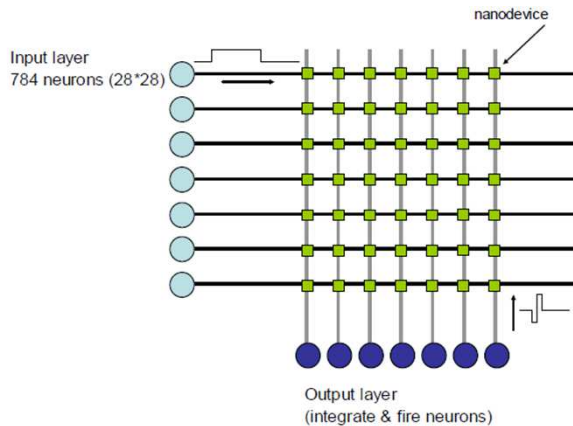 nanodevice
Input layer
784 neurons (28*28)
Output layer
(integrate & fire neurons)